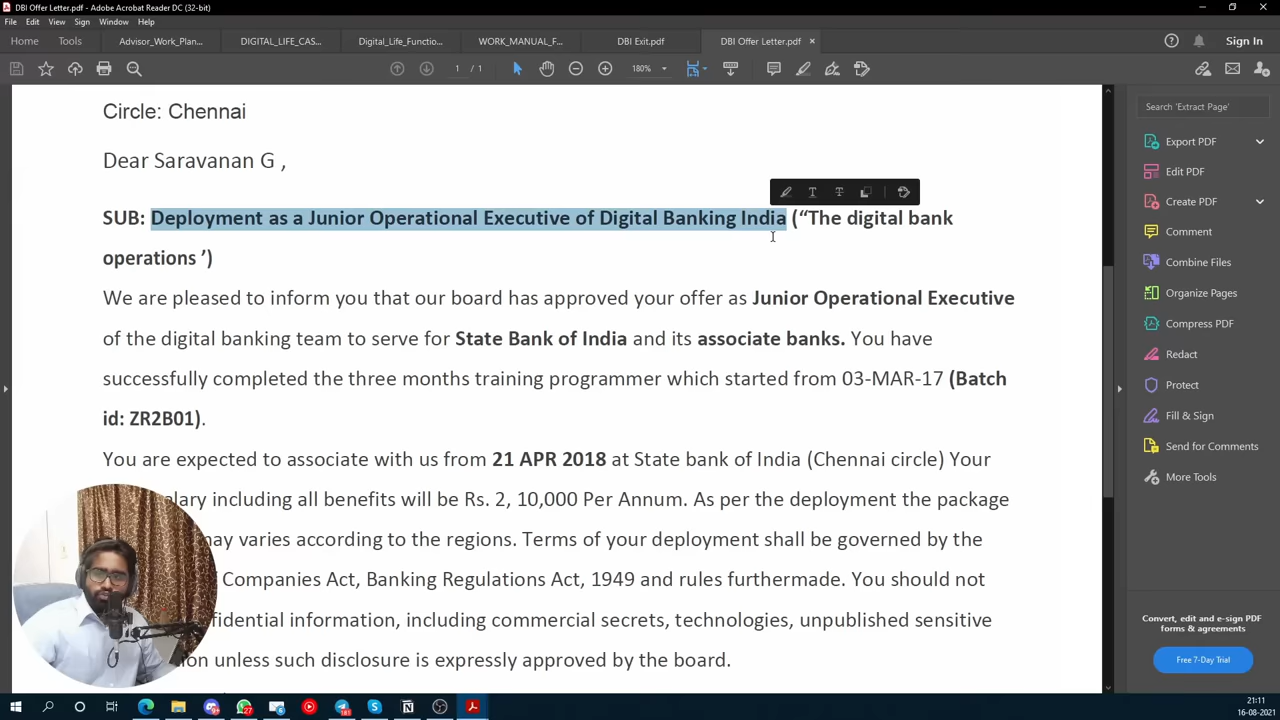 DBI Offer Letter.pdf - Adobe Acrobat Reader DC (32-bit)
File Edit View Sign Window Help
Home Tools Advisor_Work_Plan... DIGITAL_LIFE_CAS... Digital_Life_Functio... WORK_MANUAL_F... DBI Exit.pdf DBI Offer Letter.pdf Sign In
1 / 1 180%
Circle: Chennai
Dear Saravanan G ,
SUB: Deployment as a Junior Operational Executive of Digital Banking India (“The digital bank
operations ’)
We are pleased to inform you that our board has approved your offer as Junior Operational Executive
of the digital banking team to serve for State Bank of India and its associate banks. You have
successfully completed the three months training programmer which started from 03-MAR-17 (Batch
id: ZR2B01).
You are expected to associate with us from 21 APR 2018 at State bank of India (Chennai circle) Your
alary including all benefits will be Rs. 2, 10,000 Per Annum. As per the deployment the package
may varies according to the regions. Terms of your deployment shall be governed by the
Companies Act, Banking Regulations Act, 1949 and rules furthermade. You should not
fidential information, including commercial secrets, technologies, unpublished sensitive
on unless such disclosure is expressly approved by the board.
Search 'Extract Page'
Export PDF
Edit PDF
Create PDF
Comment
Combine Files
Organize Pages
Compress PDF
Redact
Protect
Fill & Sign
Send for Comments
More Tools
Convert, edit and e-sign PDF
forms & agreements
Free 7-Day Trial
21:11
16-08-2021